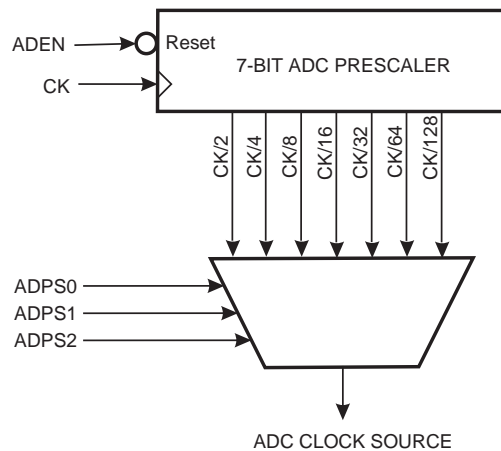 ADEN
Reset
7-BIT ADC PRESCALER
CK
CK/2
CK/4
CK/8
CK/16
CK/32
CK/64
CK/128
ADPS0
ADPS1
ADPS2
ADC CLOCK SOURCE